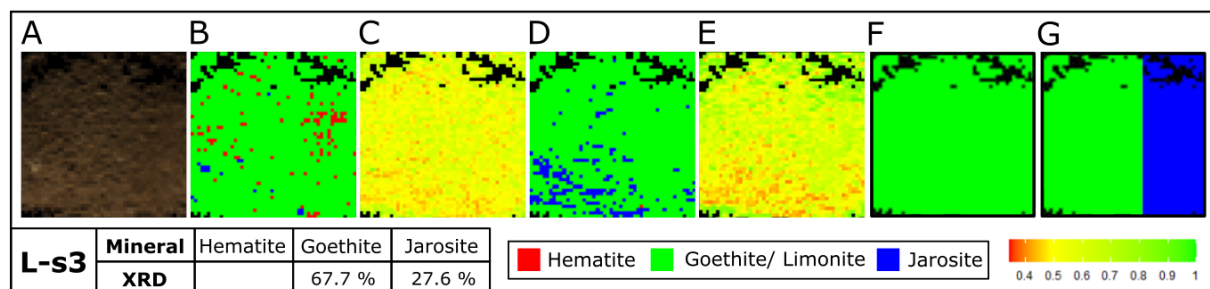 A B C D E F G
L-s3 Mineral Hematite Goethite Jarosite
XRD 67.7 % 27.6 %
Hematite Goethite/ Limonite Jarosite
0.4 0.5 0.6 0.7 0.8 0.9 1